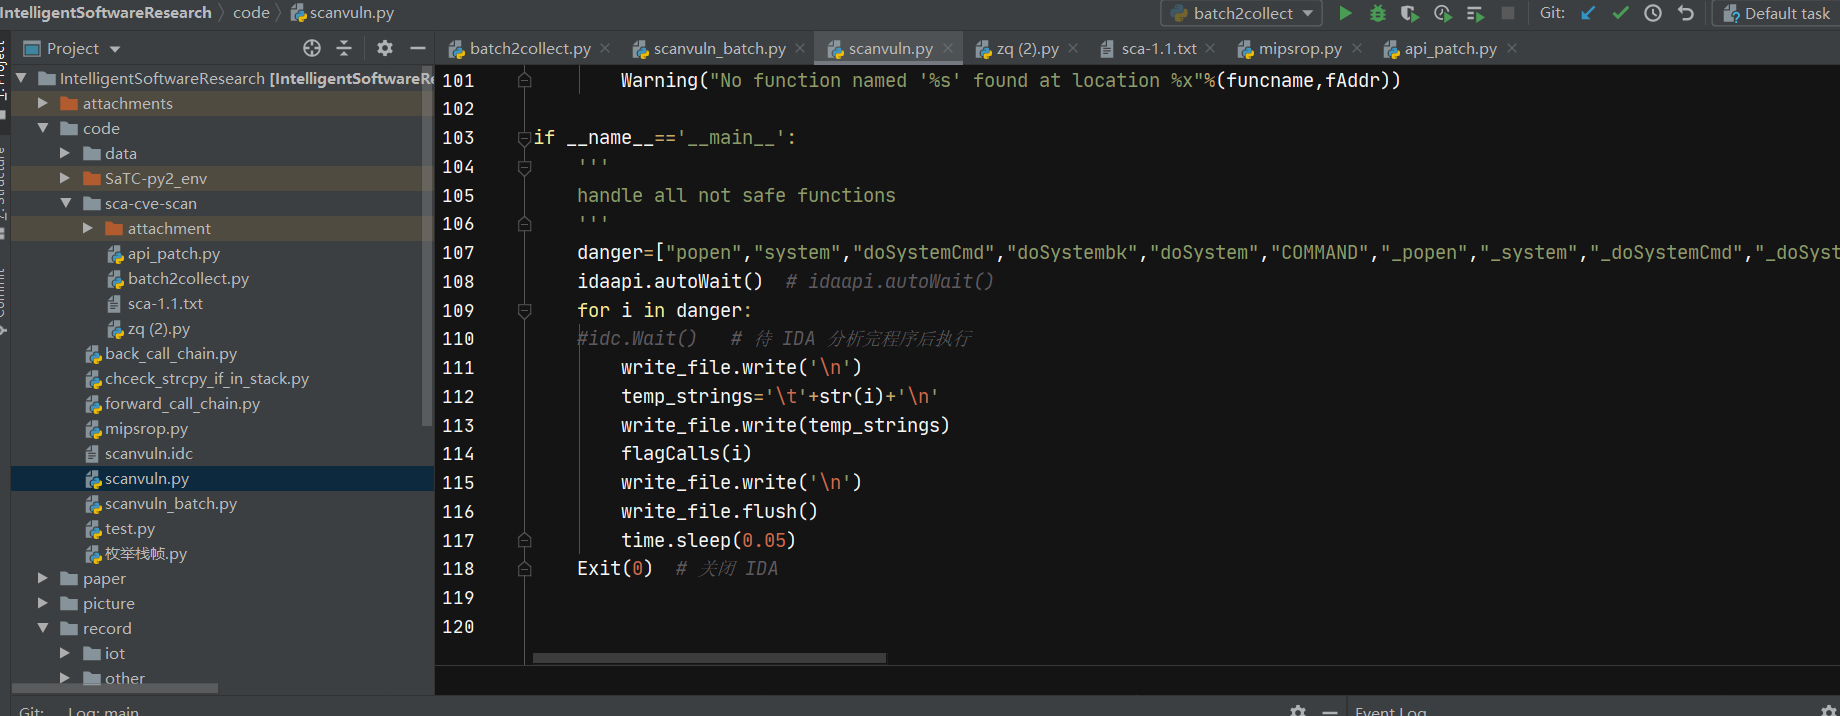 IntelligentSoftwareResearch code scanvuln.py batch2collect Git: Default task
Project batch2collect.py scanvuln_batch.py scanvuln.py zq (2).py sca-1.1.txt mipsrop.py api_patch.py
IntelligentSoftwareResearch [IntelligentSoftwareRe
attachments
code
data
SaTC-py2_env
sca-cve-scan
attachment
api_patch.py
batch2collect.py
sca-1.1.txt
zq (2).py
back_call_chain.py
chceck_strcpy_if_in_stack.py
forward_call_chain.py
mipsrop.py
scanvuln.idc
scanvuln.py
scanvuln_batch.py
test.py
枚举栈帧.py
paper
picture
record
iot
other
101 Warning("No function named '%s' found at location %x"%(funcname,fAddr))
102
103 if __name__=='__main__':
104 '''
105 handle all not safe functions
106 '''
107 danger=["popen","system","doSystemCmd","doSystembk","doSystem","COMMAND","_popen","_system","_doSystemCmd","_doSyst
108 idaapi.autoWait()  # idaapi.autoWait()
109 for i in danger:
110 #idc.Wait()   # 待 IDA 分析完程序后执行
111 write_file.write('\n')
112 temp_strings='\t'+str(i)+'\n'
113 write_file.write(temp_strings)
114 flagCalls(i)
115 write_file.write('\n')
116 write_file.flush()
117 time.sleep(0.05)
118 Exit(0)  # 关闭 IDA
119
120
Git: Log: main Event Log